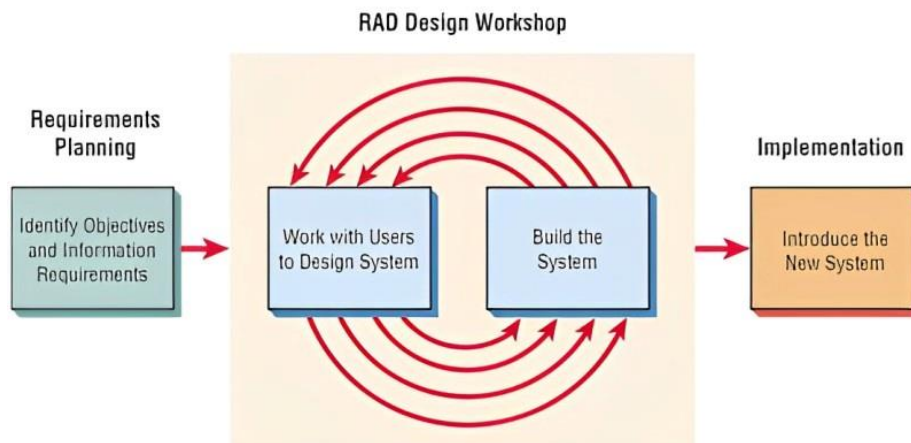 RAD Design Workshop
Requirements
Planning
Identify Objectives
and Information
Requirements
Work with Users
to Design System
Build the
System
Implementation
Introduce the
New System